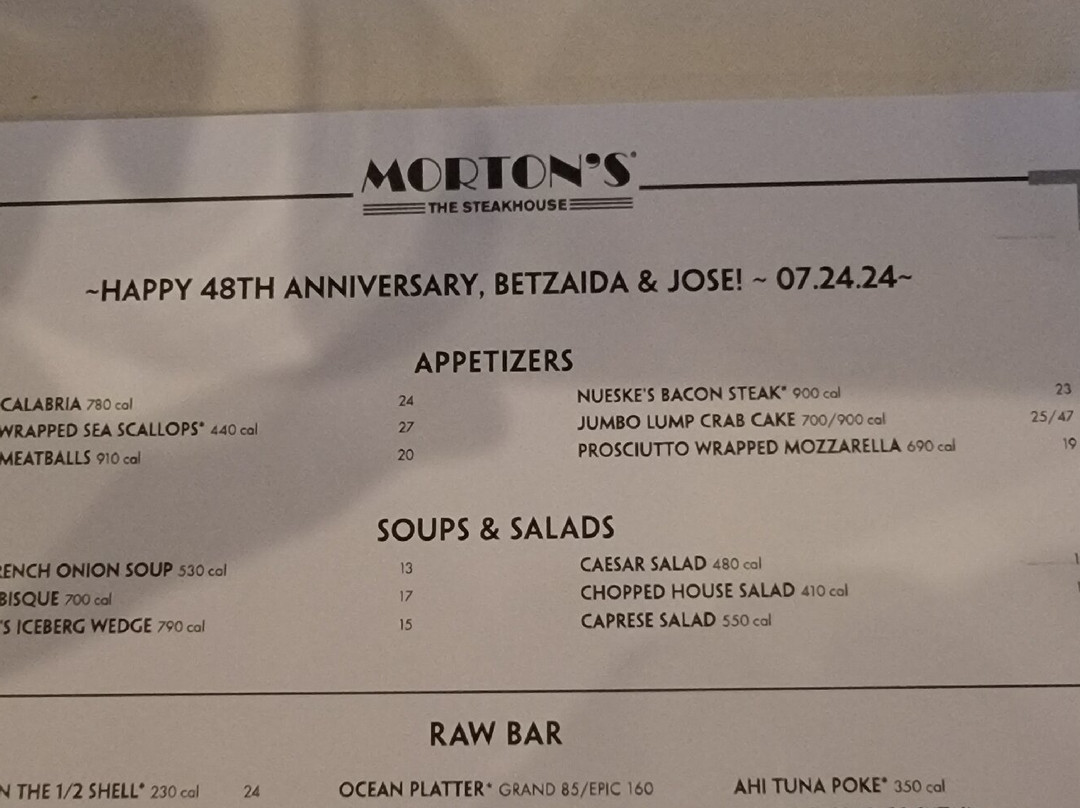 MORTON'S
THE STEAKHOUSE
~HAPPY 48TH ANNIVERSARY, BETZAIDA & JOSE! ~ 07.24.24~
APPETIZERS
CALABRIA 780 cal 24
WRAPPED SEA SCALLOPS* 440 cal 27
MEATBALLS 910 cal 20
NUESKE'S BACON STEAK* 900 cal 23
JUMBO LUMP CRAB CAKE 700/900 cal 25/47
PROSCIUTTO WRAPPED MOZZARELLA 690 cal 19
SOUPS & SALADS
ONION SOUP 530 cal 13
BISQUE 700 cal 17
ICEBERG WEDGE 790 cal 15
CAESAR SALAD 480 cal
CHOPPED HOUSE SALAD 410 cal
CAPRESE SALAD 550 cal
RAW BAR
THE 1/2 SHELL* 230 cal 24
OCEAN PLATTER* GRAND 85/EPIC 160
AHI TUNA POKE* 350 cal